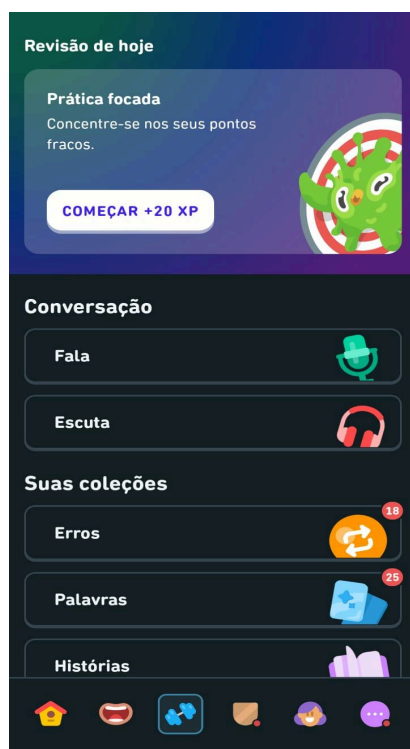 Revisão de hoje
Prática focada
Concentre-se nos seus pontos
fracos.
COMEÇAR +20 XP
Conversação
Fala
Escuta
Suas coleções
18
Erros
25
Palavras
Histórias